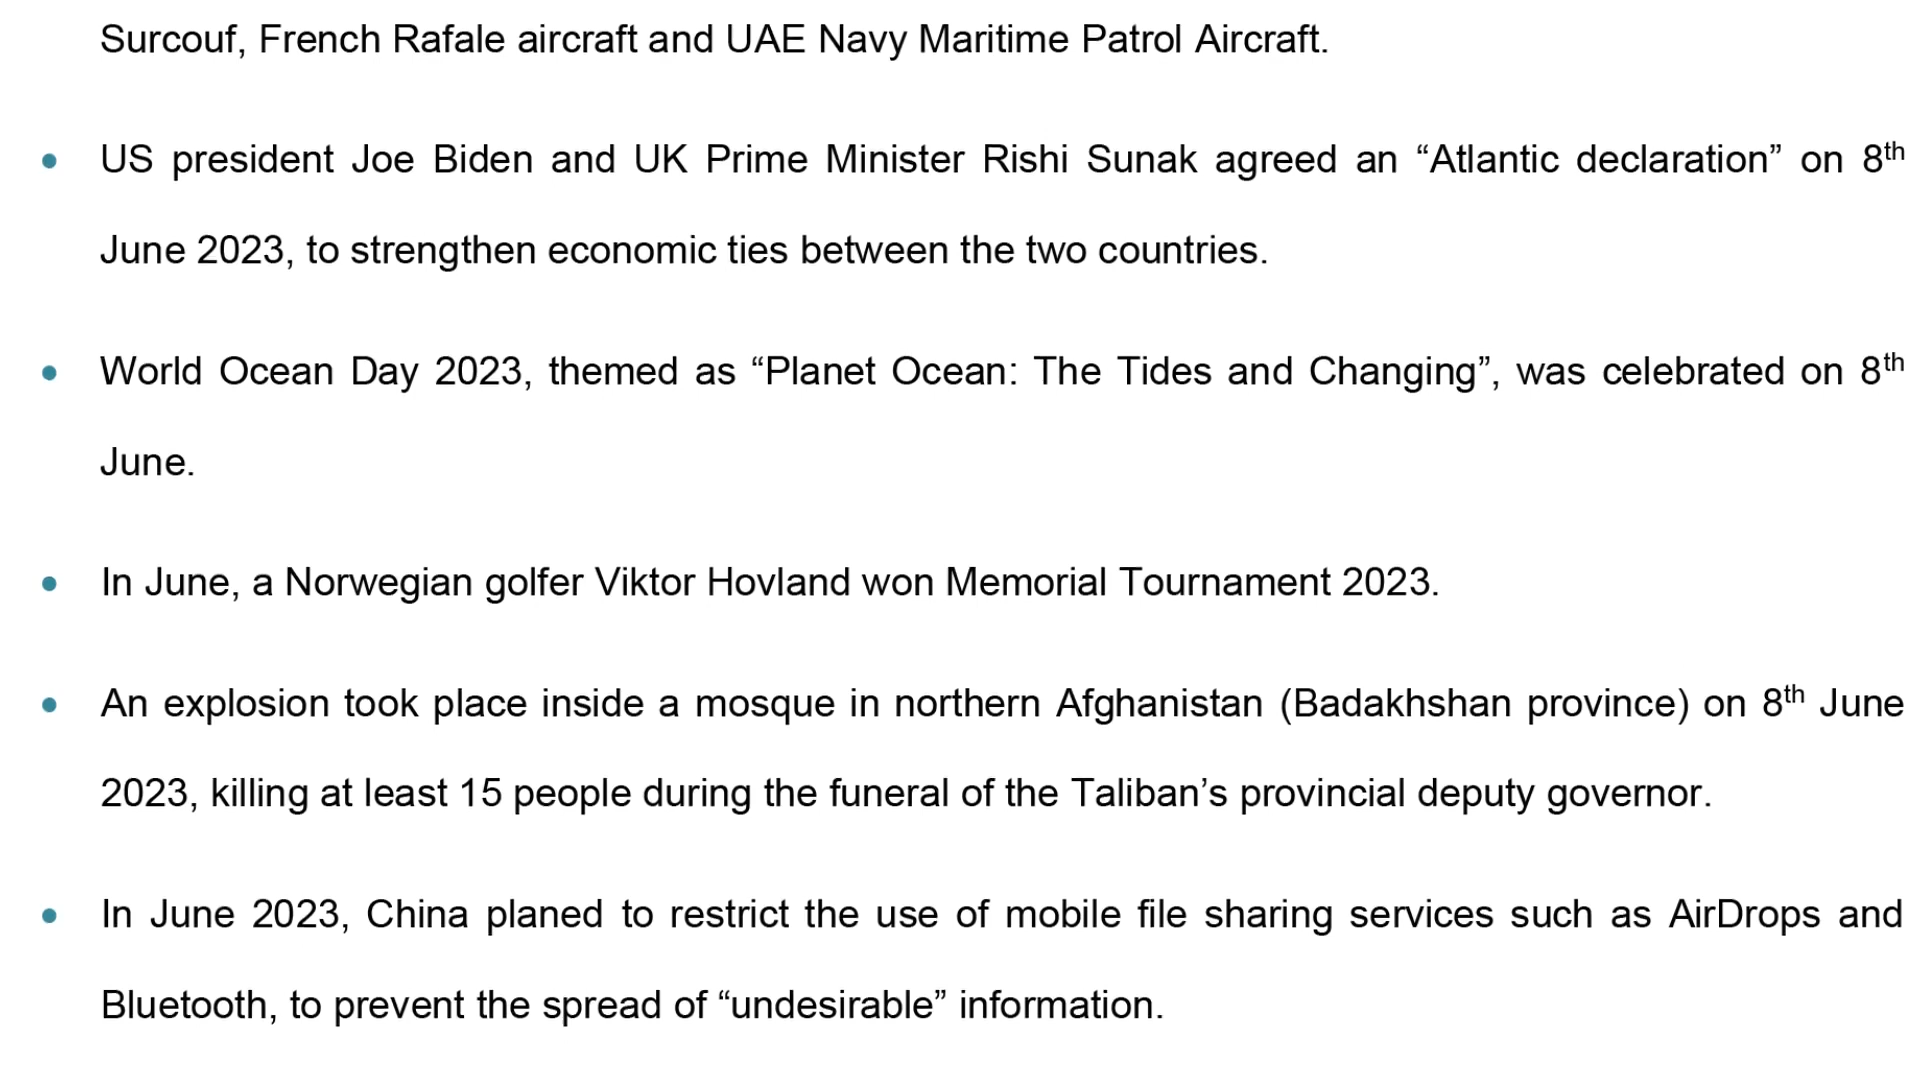 Surcouf, French Rafale aircraft and UAE Navy Maritime Patrol Aircraft.
• US president Joe Biden and UK Prime Minister Rishi Sunak agreed an “Atlantic declaration” on 8th
June 2023, to strengthen economic ties between the two countries.
• World Ocean Day 2023, themed as “Planet Ocean: The Tides and Changing”, was celebrated on 8th
June.
• In June, a Norwegian golfer Viktor Hovland won Memorial Tournament 2023.
• An explosion took place inside a mosque in northern Afghanistan (Badakhshan province) on 8th June
2023, killing at least 15 people during the funeral of the Taliban’s provincial deputy governor.
• In June 2023, China planed to restrict the use of mobile file sharing services such as AirDrops and
Bluetooth, to prevent the spread of “undesirable” information.